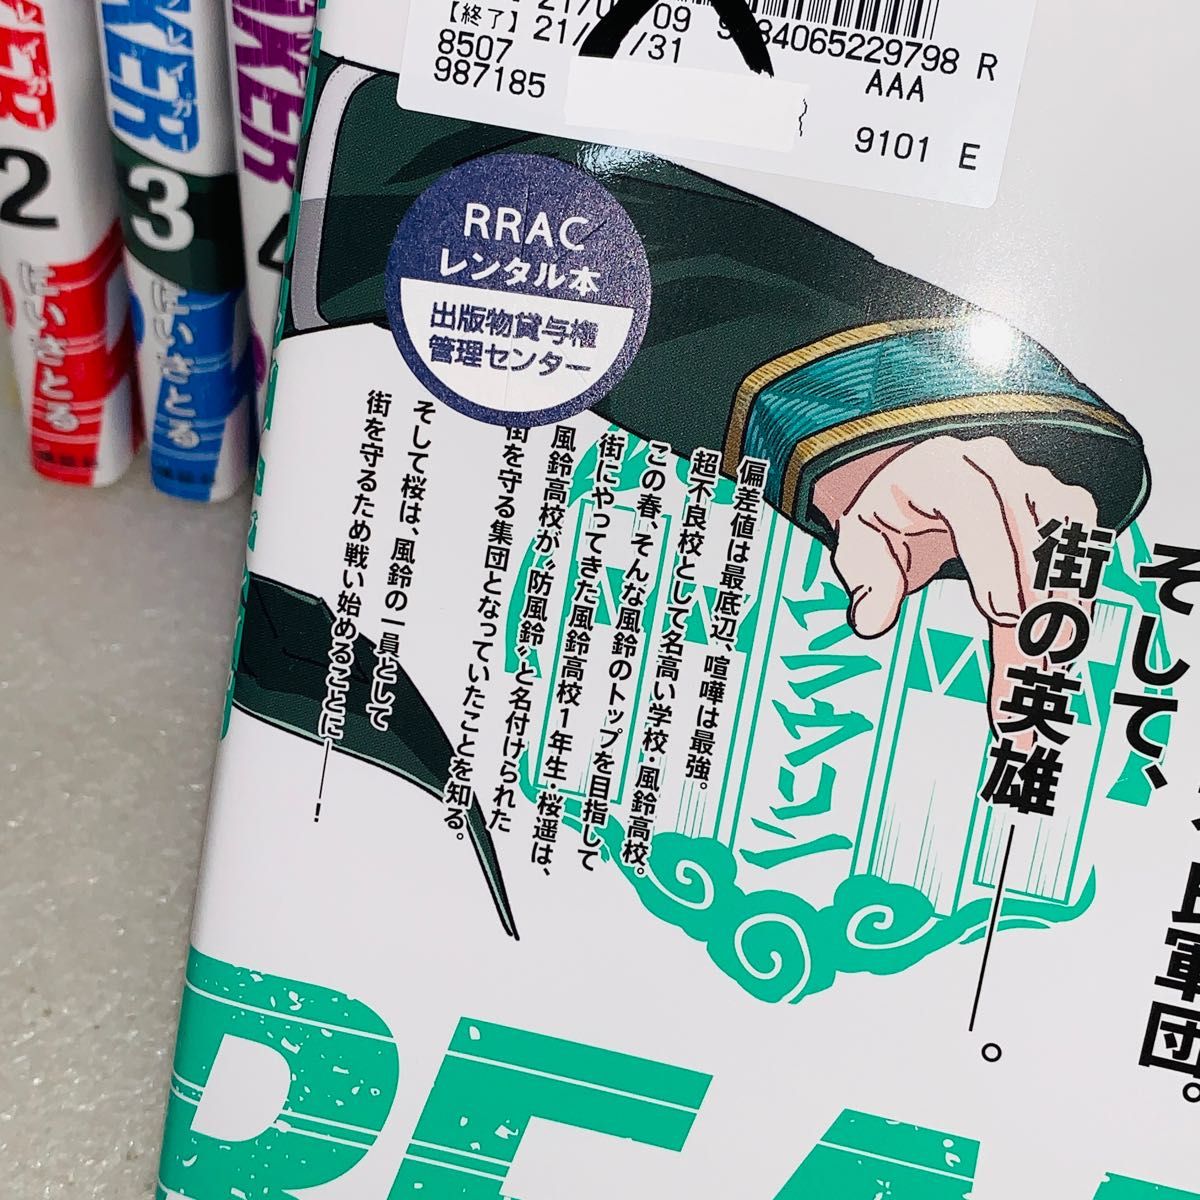 【終了】21/ /31
9784065229798 R
8507
AAA
987185
9101 E
RRAC
レンタル本
出版物貸与権
管理センター
2
3
4
にいさとる
にいさとる
そして、
街の英雄――。
軍団。
偏差値は最底辺、喧嘩は最強。
超不良校として名高い学校・風鈴高校。
この春、そんな風鈴のトップを目指して
街にやってきた風鈴高校1年生・桜遥は、
風鈴高校が“防風鈴”と名付けられた
街を守る集団となっていたことを知る。
そして桜は、風鈴の一員として
街を守るため戦い始めることに――!
ウフウリン